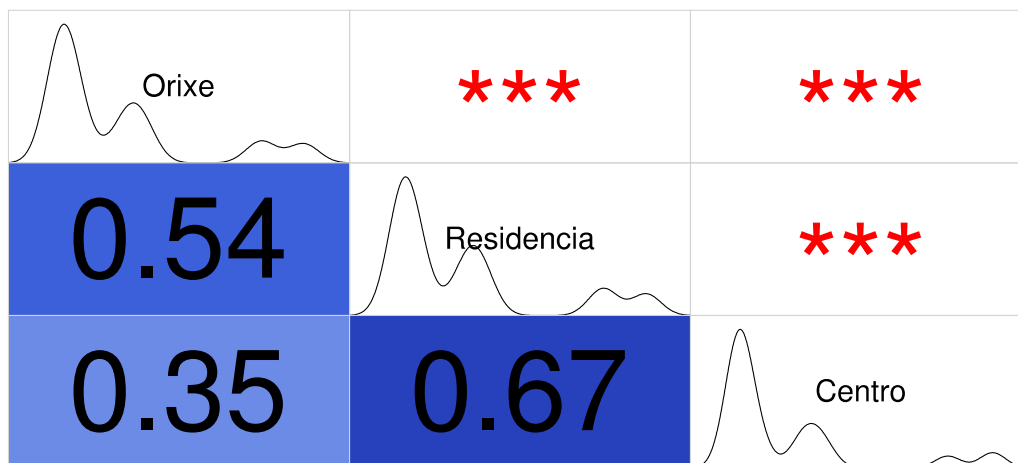 Orixe
***
***
0.54
Residencia
***
0.35
0.67
Centro